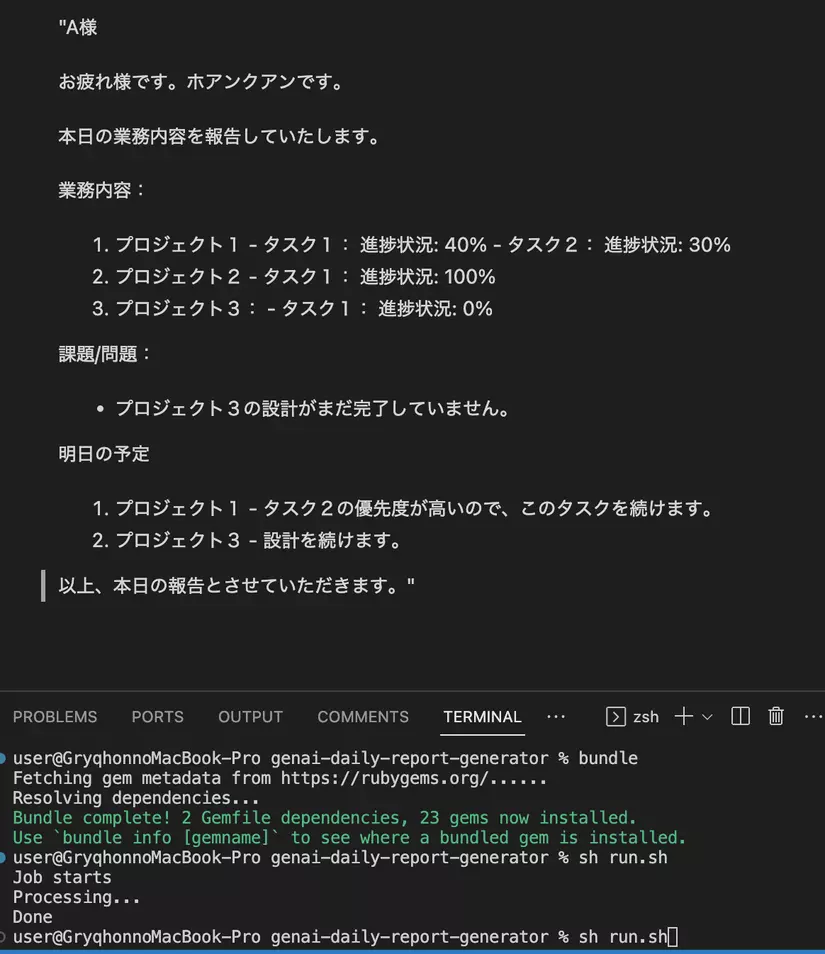 "A様
お疲れ様です。ホアンクアンです。
本日の業務内容を報告していたします。
業務内容：
1. プロジェクト１ - タスク１： 進捗状況: 40% - タスク２： 進捗状況: 30%
2. プロジェクト２ - タスク１： 進捗状況: 100%
3. プロジェクト３： - タスク１： 進捗状況: 0%
課題/問題：
• プロジェクト３の設計がまだ完了していません。
明日の予定
1. プロジェクト１ - タスク２の優先度が高いので、このタスクを続けます。
2. プロジェクト３ - 設計を続けます。
以上、本日の報告とさせていただきます。"
PROBLEMS PORTS OUTPUT COMMENTS TERMINAL ··· zsh ···
user@GryqhonnoMacBook-Pro genai-daily-report-generator % bundle
Fetching gem metadata from https://rubygems.org/......
Resolving dependencies...
Bundle complete! 2 Gemfile dependencies, 23 gems now installed.
Use `bundle info [gemname]` to see where a bundled gem is installed.
user@GryqhonnoMacBook-Pro genai-daily-report-generator % sh run.sh
Job starts
Processing...
Done
user@GryqhonnoMacBook-Pro genai-daily-report-generator % sh run.sh